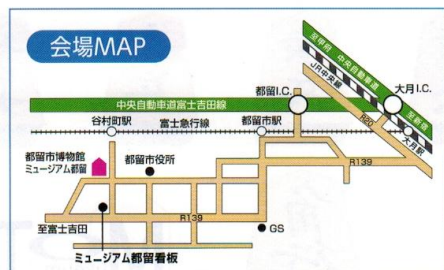 会場MAP
至甲府
中央自動車道
JR中央線
都留I.C.
大月I.C.
至新宿
中央自動車道富士吉田線
R20
大月駅
谷村町駅
富士急行線
都留市駅
都留市博物館
ミュージアム都留
都留市役所
R139
R139
至富士吉田
GS
ミュージアム都留看板